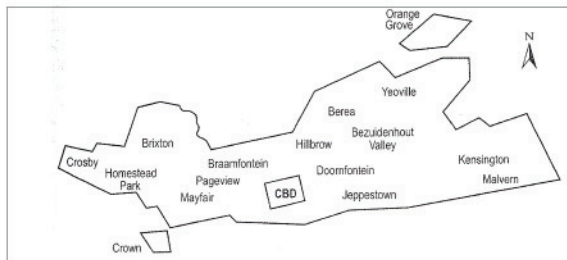 Orange
Grove
N
Yeoville
Berea
Bezuidenhout
Valley
Hillbrow
Brixton
Braamfontein
Crosby
Homestead
Park
Pageview
Mayfair
CBD
Doornfontein
Jeppestown
Kensington
Malvern
Crown